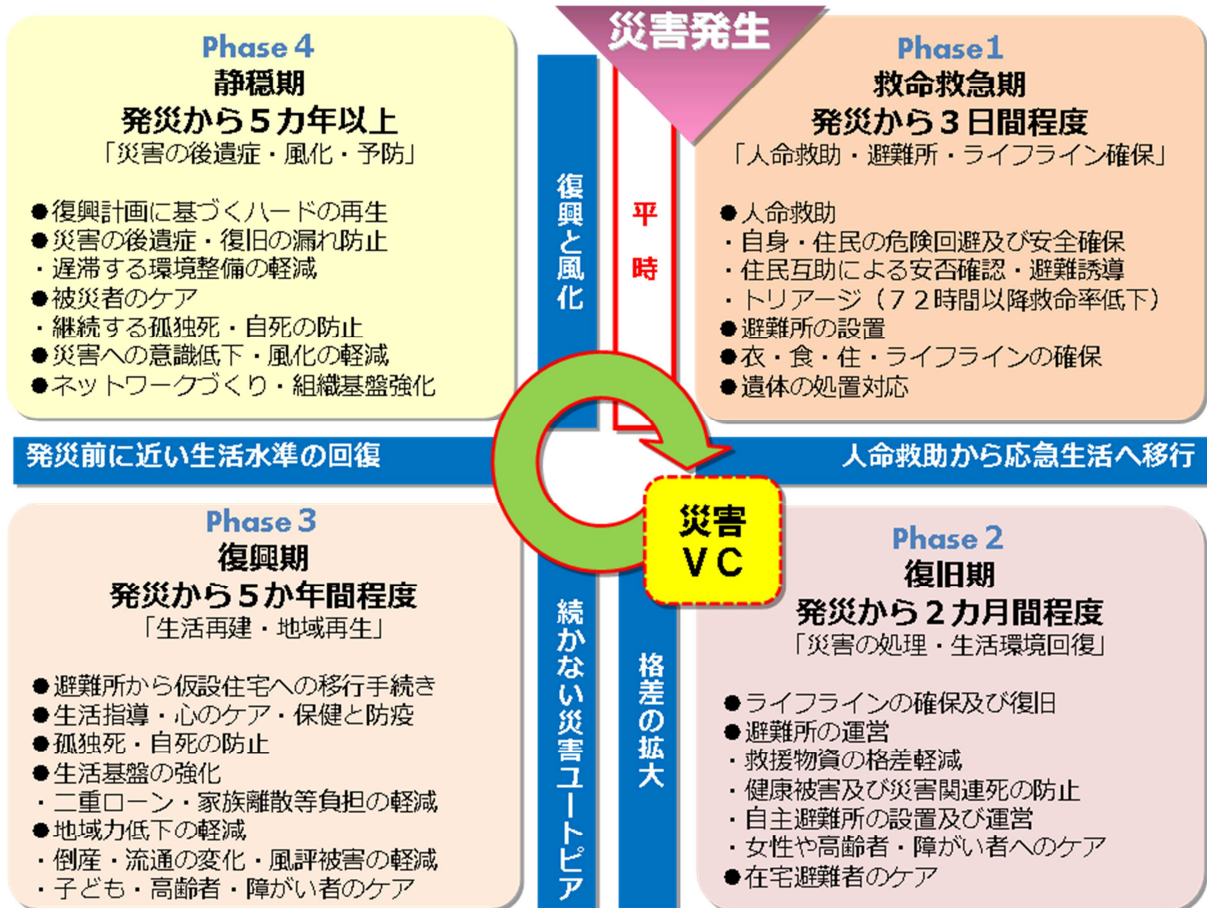 災害発生
平時
復興と風化
Phase 1
救命救急期
発災から３日間程度
「人命救助・避難所・ライフライン確保」
●人命救助
・自身・住民の危険回避及び安全確保
・住民互助による安否確認・避難誘導
・トリアージ（７２時間以降救命率低下）
●避難所の設置
●衣・食・住・ライフラインの確保
●遺体の処置対応
人命救助から応急生活へ移行
災害
ＶＣ
Phase 2
復旧期
発災から２カ月間程度
「災害の処理・生活環境回復」
●ライフラインの確保及び復旧
●避難所の運営
・救援物資の格差軽減
・健康被害及び災害関連死の防止
・自主避難所の設置及び運営
・女性や高齢者・障がい者へのケア
●在宅避難者のケア
格差の拡大
続かない災害ユートピア
Phase 3
復興期
発災から５か年間程度
「生活再建・地域再生」
●避難所から仮設住宅への移行手続き
●生活指導・心のケア・保健と防疫
●孤独死・自死の防止
●生活基盤の強化
・二重ローン・家族離散等負担の軽減
●地域力低下の軽減
・倒産・流通の変化・風評被害の軽減
・子ども・高齢者・障がい者のケア
発災前に近い生活水準の回復
Phase 4
静穏期
発災から５カ年以上
「災害の後遺症・風化・予防」
●復興計画に基づくハードの再生
●災害の後遺症・復旧の漏れ防止
・遅滞する環境整備の軽減
●被災者のケア
・継続する孤独死・自死の防止
●災害への意識低下・風化の軽減
●ネットワークづくり・組織基盤強化